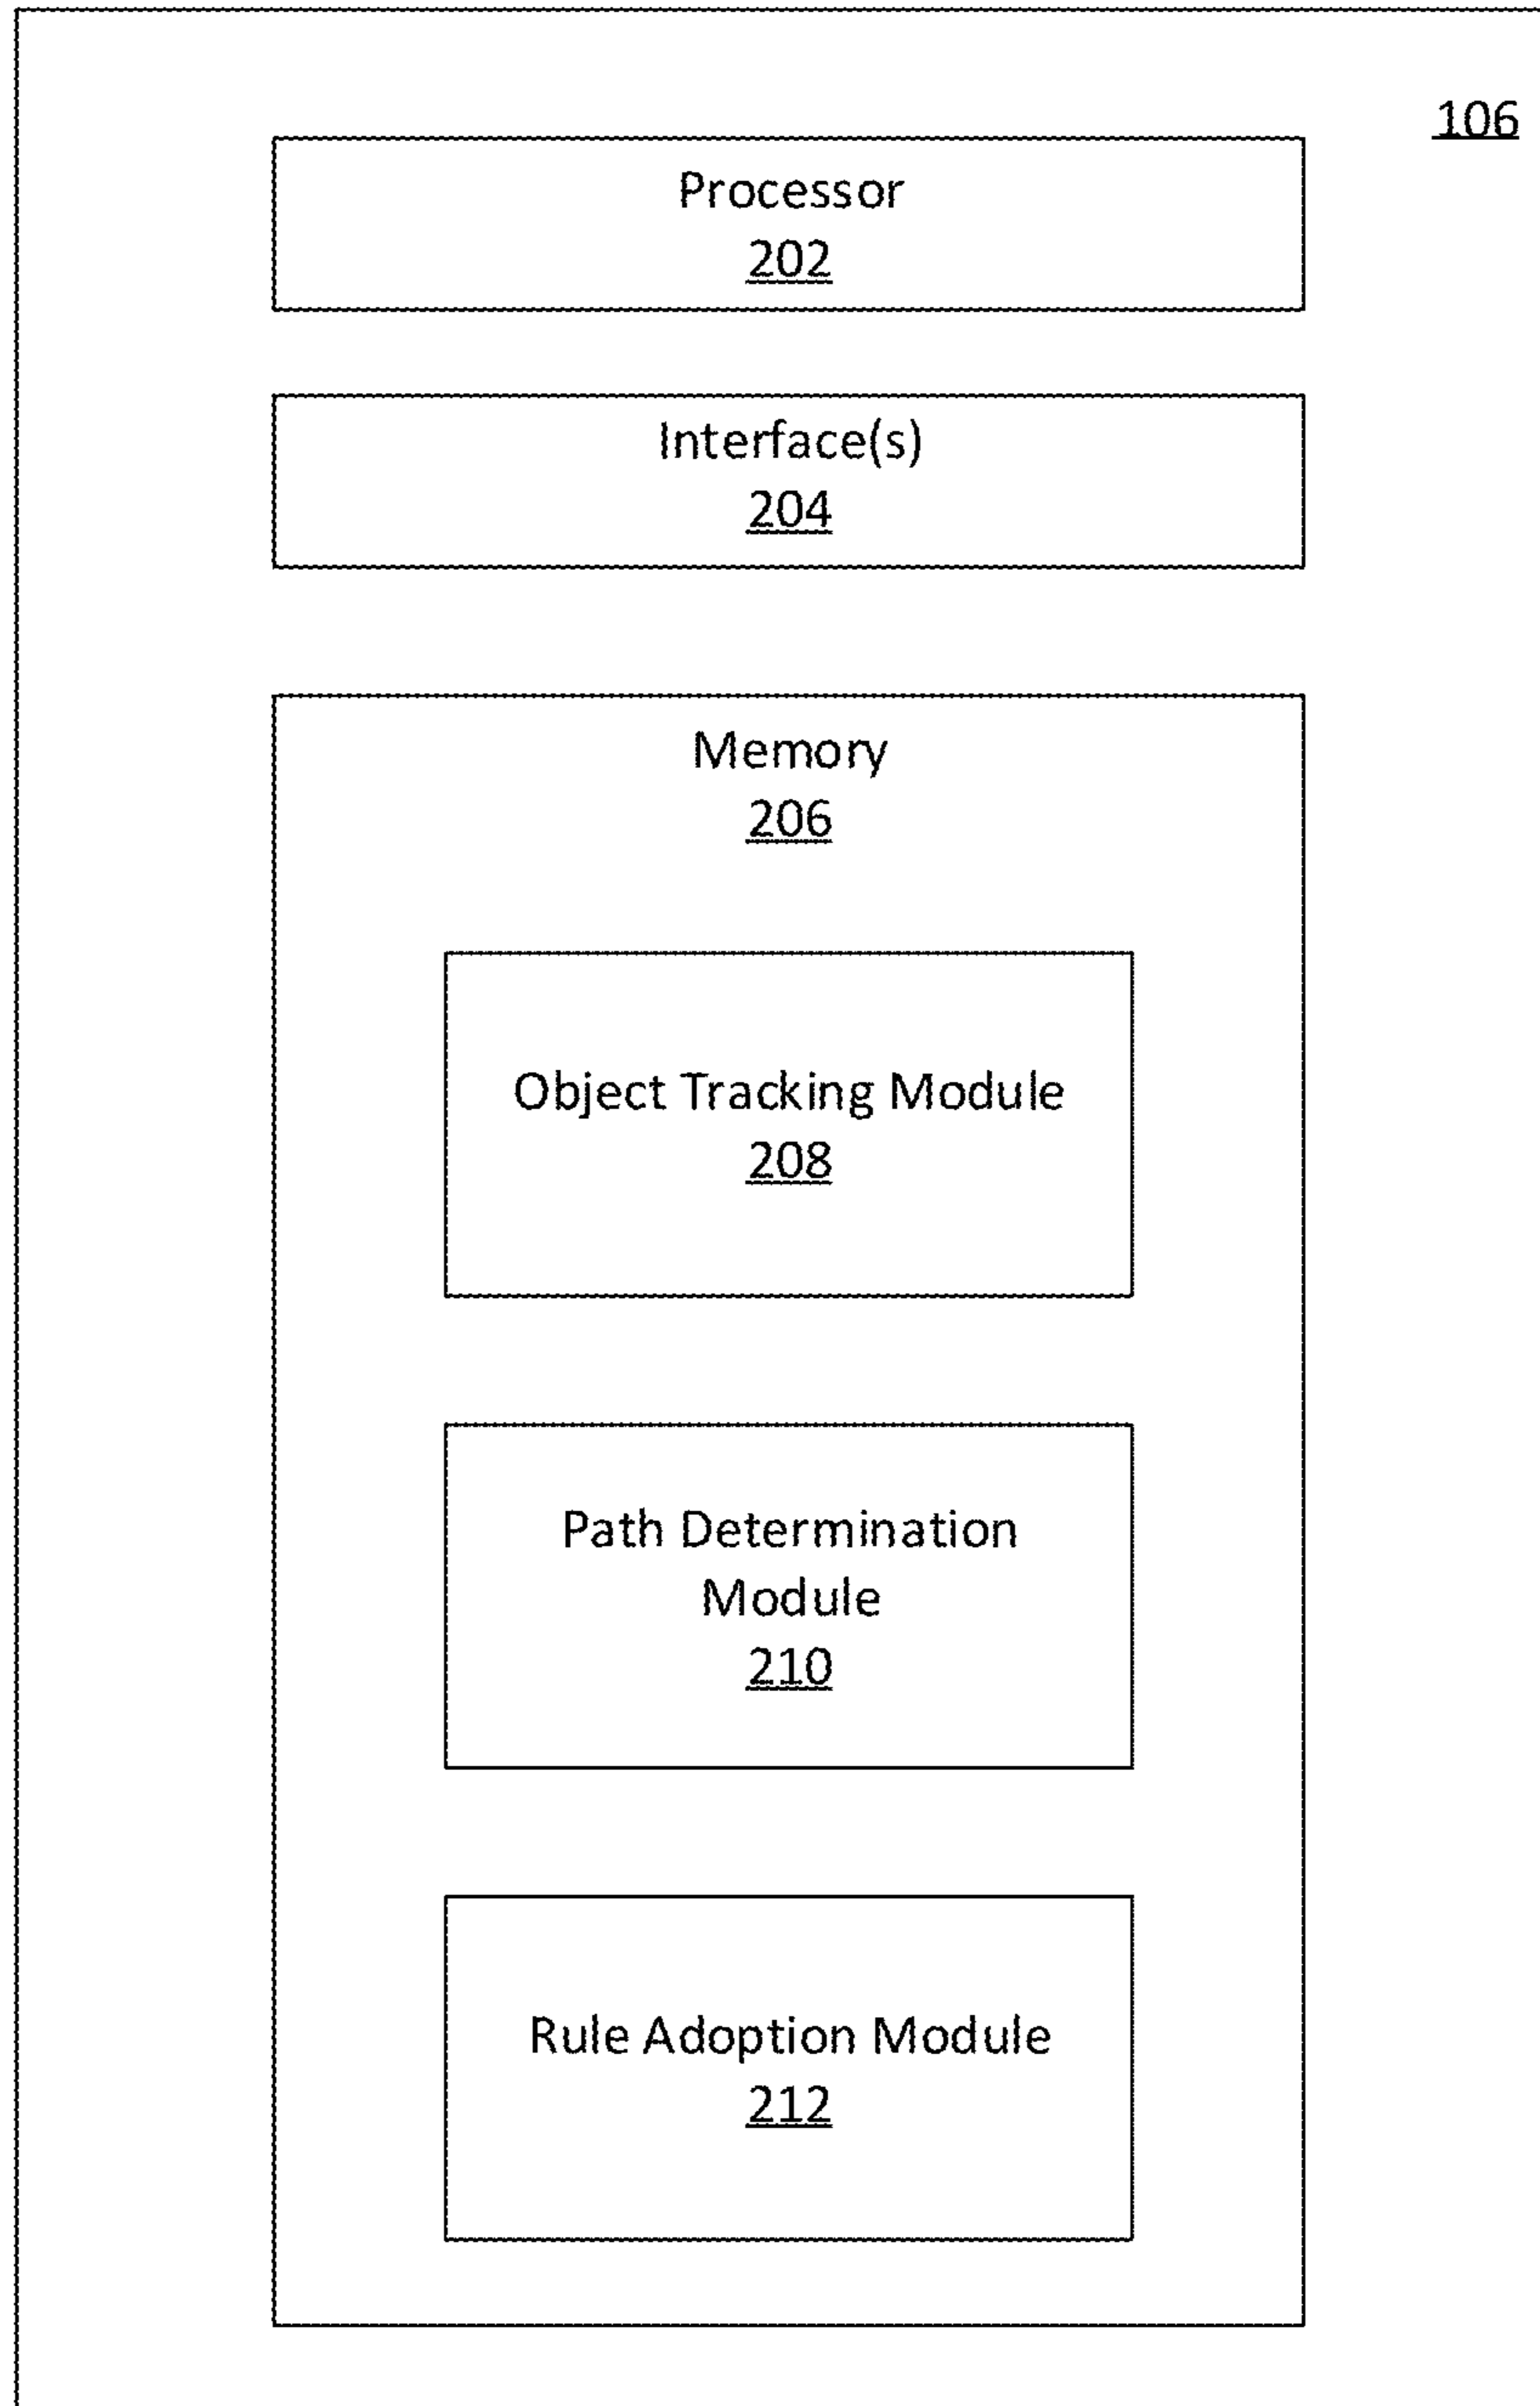 106
Processor
202
Interface(s)
204
Memory
206
Object Tracking Module
208
Path Determination
Module
210
Rule Adoption Module
212